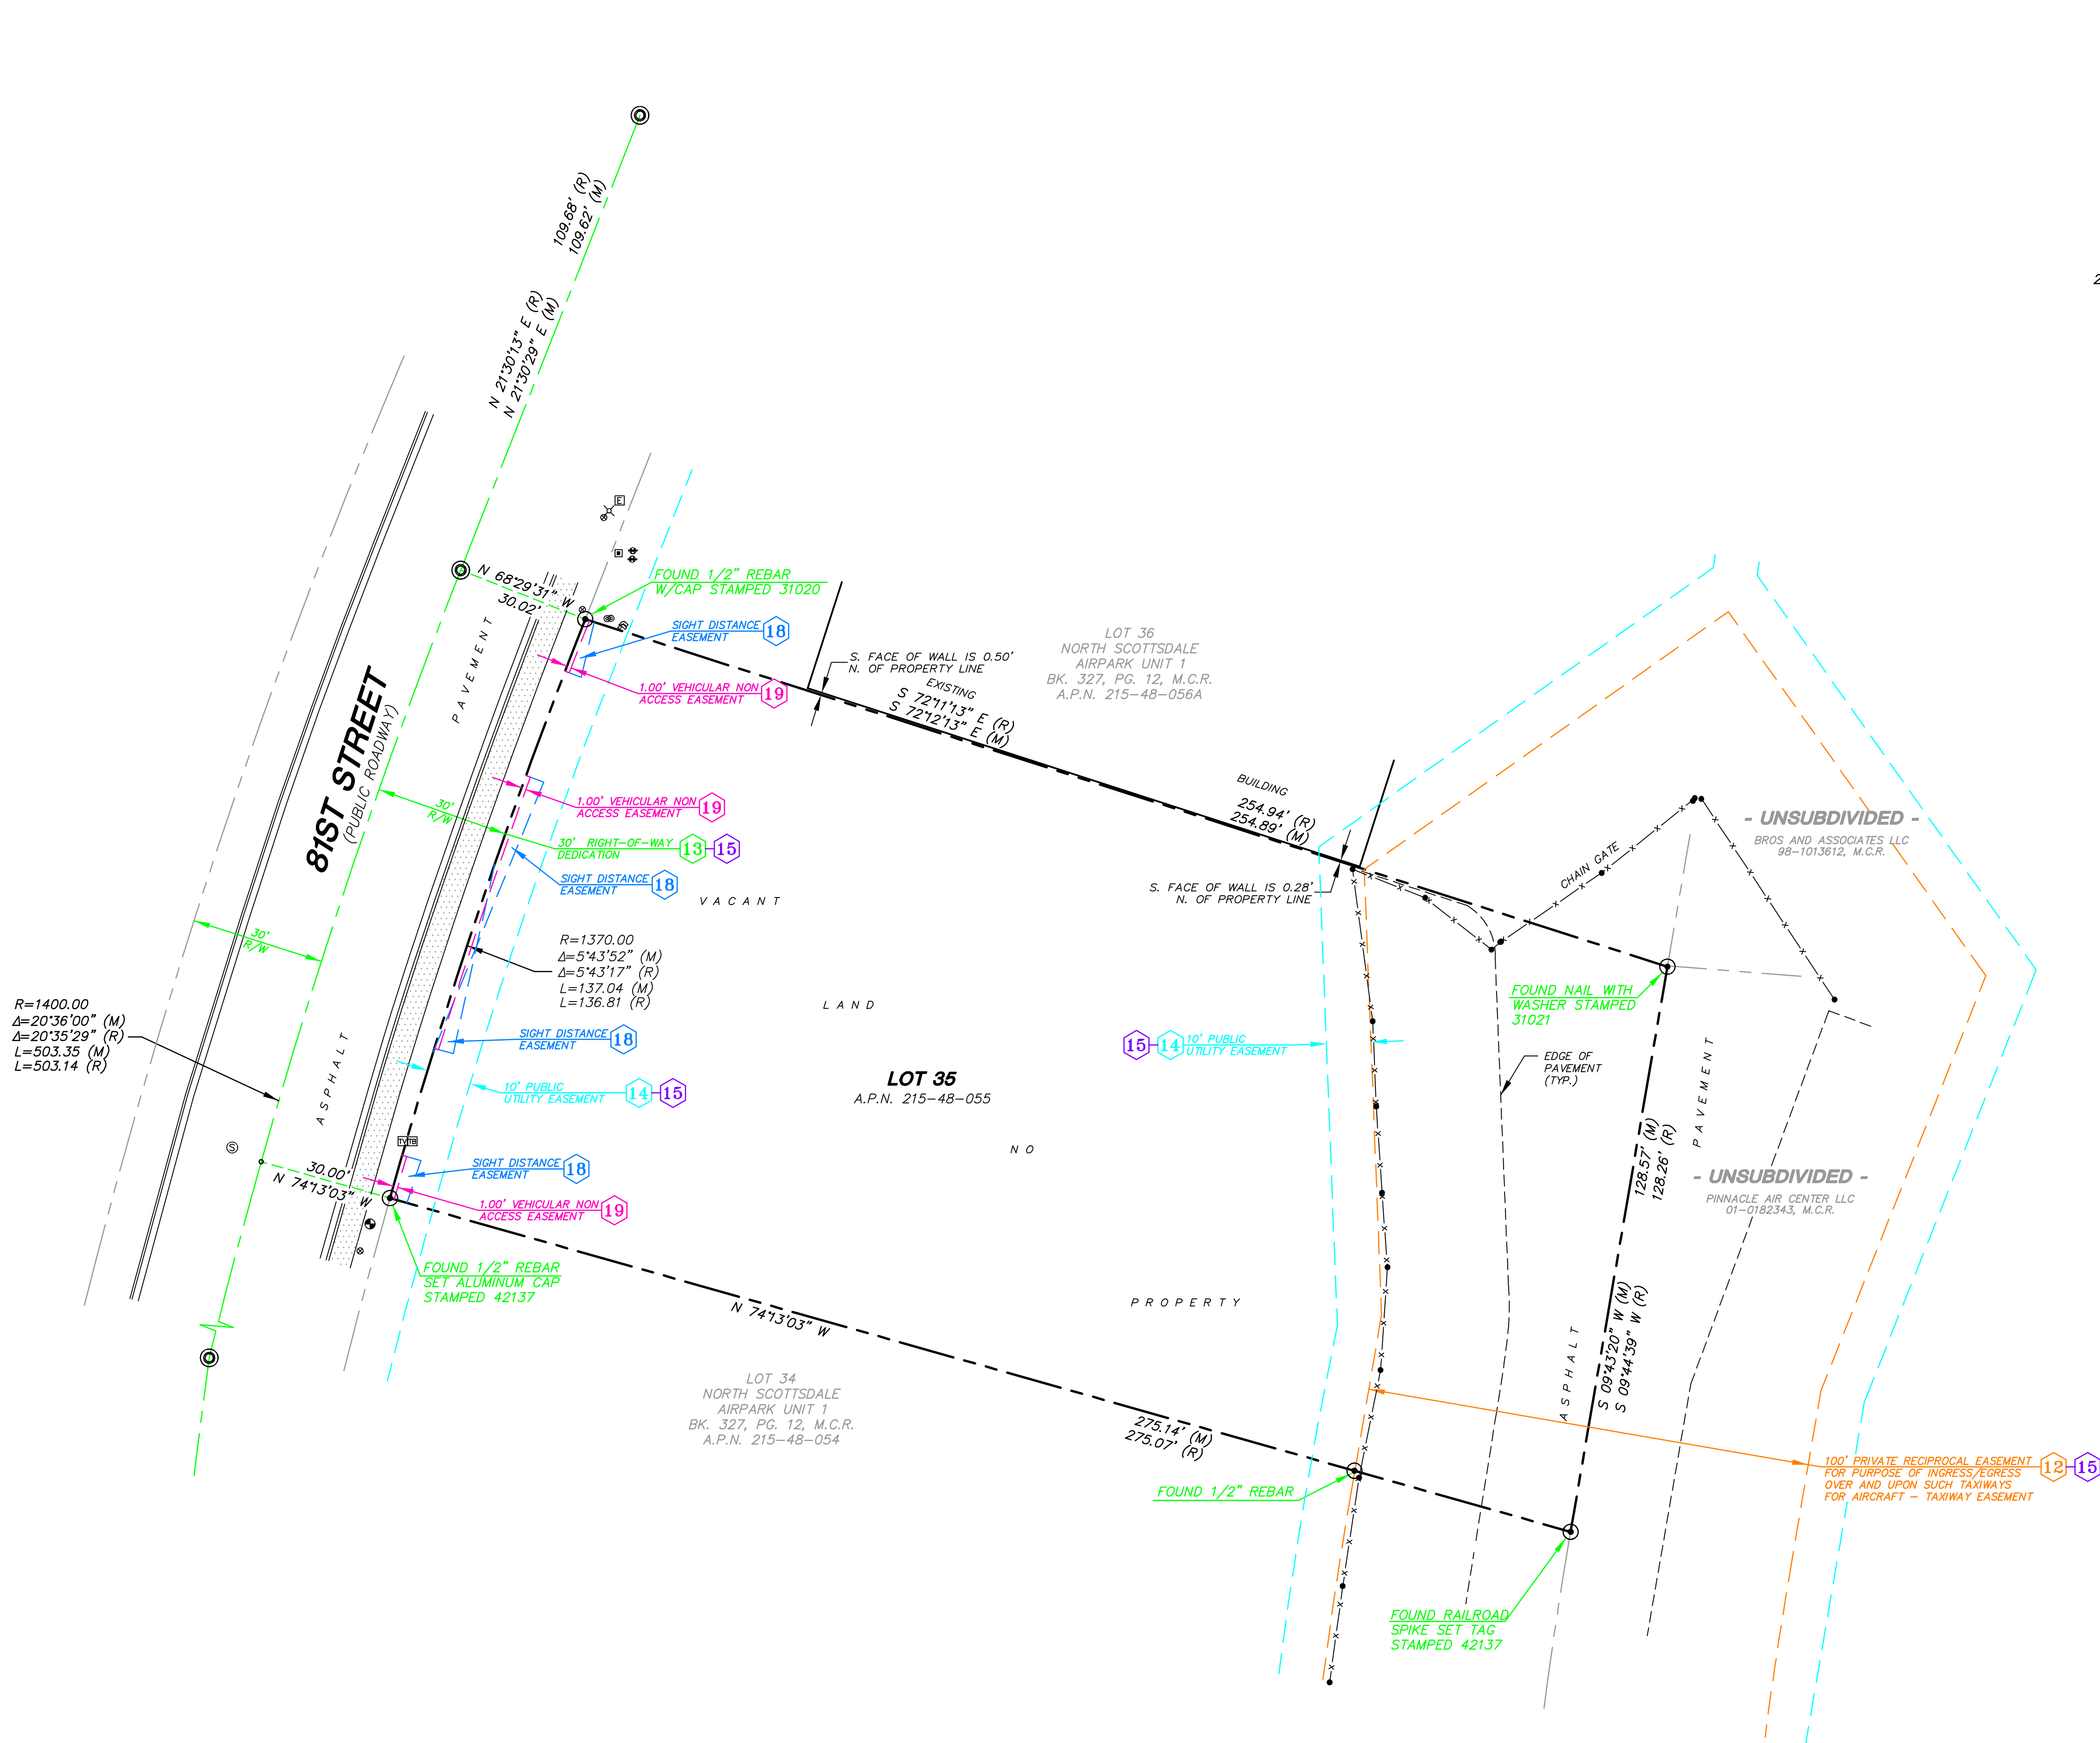 109.68' (R)
109.62' (M)
N 21°30'13" E (R)
N 21°30'29" E (M)
2
E
N 68°29'31" W
30.02'
FOUND 1/2" REBAR
W/CAP STAMPED 31020
SIGHT DISTANCE
EASEMENT
18
1.00' VEHICULAR NON
ACCESS EASEMENT
19
S. FACE OF WALL IS 0.50'
N. OF PROPERTY LINE
EXISTING
S 72°11'13" E (R)
S 72°12'13" E (M)
LOT 36
NORTH SCOTTSDALE
AIRPARK UNIT 1
BK. 327, PG. 12, M.C.R.
A.P.N. 215-48-056A
PAVEMENT
81ST STREET
(PUBLIC ROADWAY)
30'
R/W
1.00' VEHICULAR NON
ACCESS EASEMENT
19
30' RIGHT-OF-WAY
DEDICATION
13
15
SIGHT DISTANCE
EASEMENT
18
BUILDING
254.94' (R)
254.89' (M)
S. FACE OF WALL IS 0.28'
N. OF PROPERTY LINE
CHAIN GATE
- UNSUBDIVIDED -
BROS AND ASSOCIATES LLC
98-1013612, M.C.R.
VACANT
30'
R/W
R=1370.00
Δ=5°43'52" (M)
Δ=5°43'17" (R)
L=137.04 (M)
L=136.81 (R)
R=1400.00
Δ=20°36'00" (M)
Δ=20°35'29" (R)
L=503.35 (M)
L=503.14 (R)
LAND
FOUND NAIL WITH
WASHER STAMPED
31021
SIGHT DISTANCE
EASEMENT
18
15
14
10' PUBLIC
UTILITY EASEMENT
EDGE OF
PAVEMENT
(TYP.)
PAVEMENT
ASPHALT
LOT 35
A.P.N. 215-48-055
10' PUBLIC
UTILITY EASEMENT
14
15
S
TV
TB
NO
128.57' (M)
128.26' (R)
30.00'
N 74°13'03" W
SIGHT DISTANCE
EASEMENT
18
1.00' VEHICULAR NON
ACCESS EASEMENT
19
- UNSUBDIVIDED -
PINNACLE AIR CENTER LLC
01-0182343, M.C.R.
FOUND 1/2" REBAR
SET ALUMINUM CAP
STAMPED 42137
N 74°13'03" W
PROPERTY
S 09°43'20" W (M)
S 09°44'39" W (R)
ASPHALT
LOT 34
NORTH SCOTTSDALE
AIRPARK UNIT 1
BK. 327, PG. 12, M.C.R.
A.P.N. 215-48-054
275.14' (M)
275.07' (R)
FOUND 1/2" REBAR
100' PRIVATE RECIPROCAL EASEMENT
FOR PURPOSE OF INGRESS/EGRESS
OVER AND UPON SUCH TAXIWAYS
FOR AIRCRAFT - TAXIWAY EASEMENT
12
15
FOUND RAILROAD
SPIKE SET TAG
STAMPED 42137